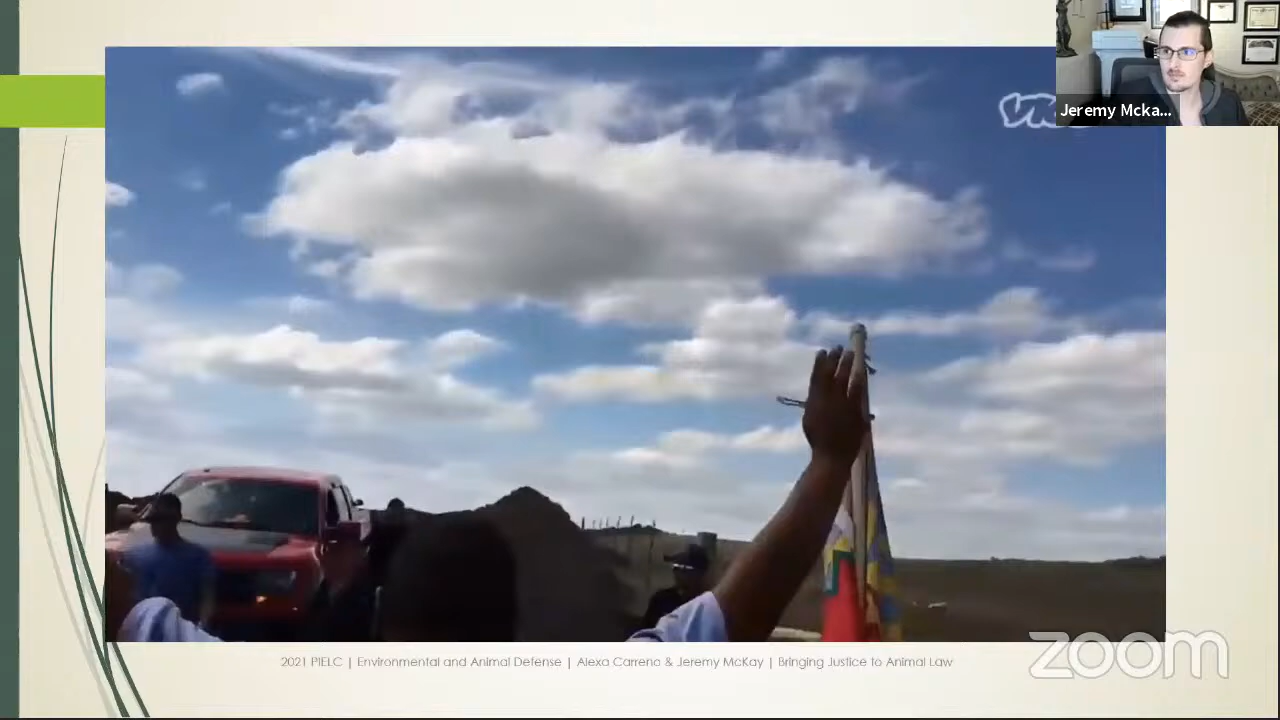 Jeremy Mcka...
2021 PIELC | Environmental and Animal Defense | Alexa Carreno & Jeremy McKay | Bringing Justice to Animal Law
zoom